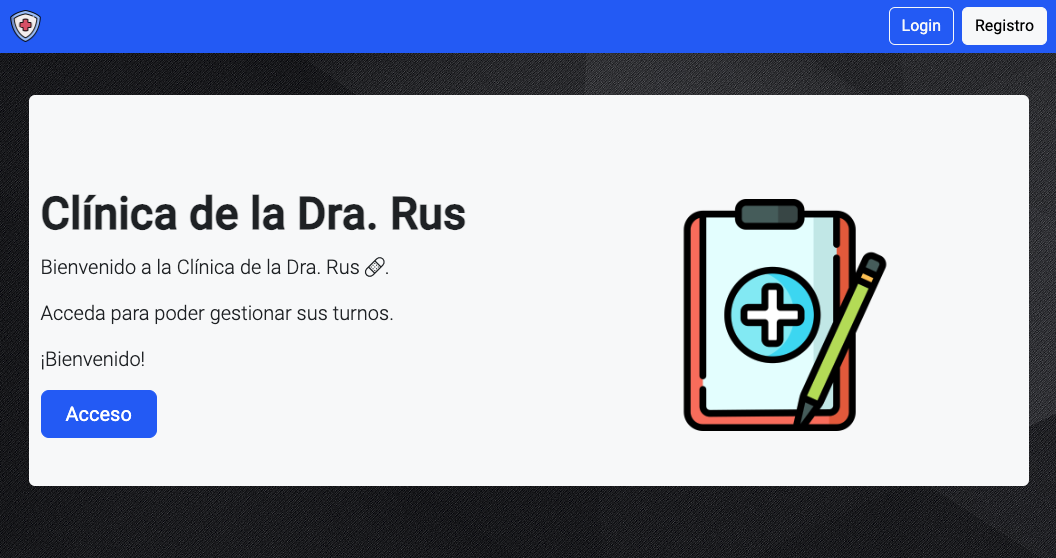 Login
Registro
Clínica de la Dra. Rus
Bienvenido a la Clínica de la Dra. Rus 🩹.
Acceda para poder gestionar sus turnos.
¡Bienvenido!
Acceso